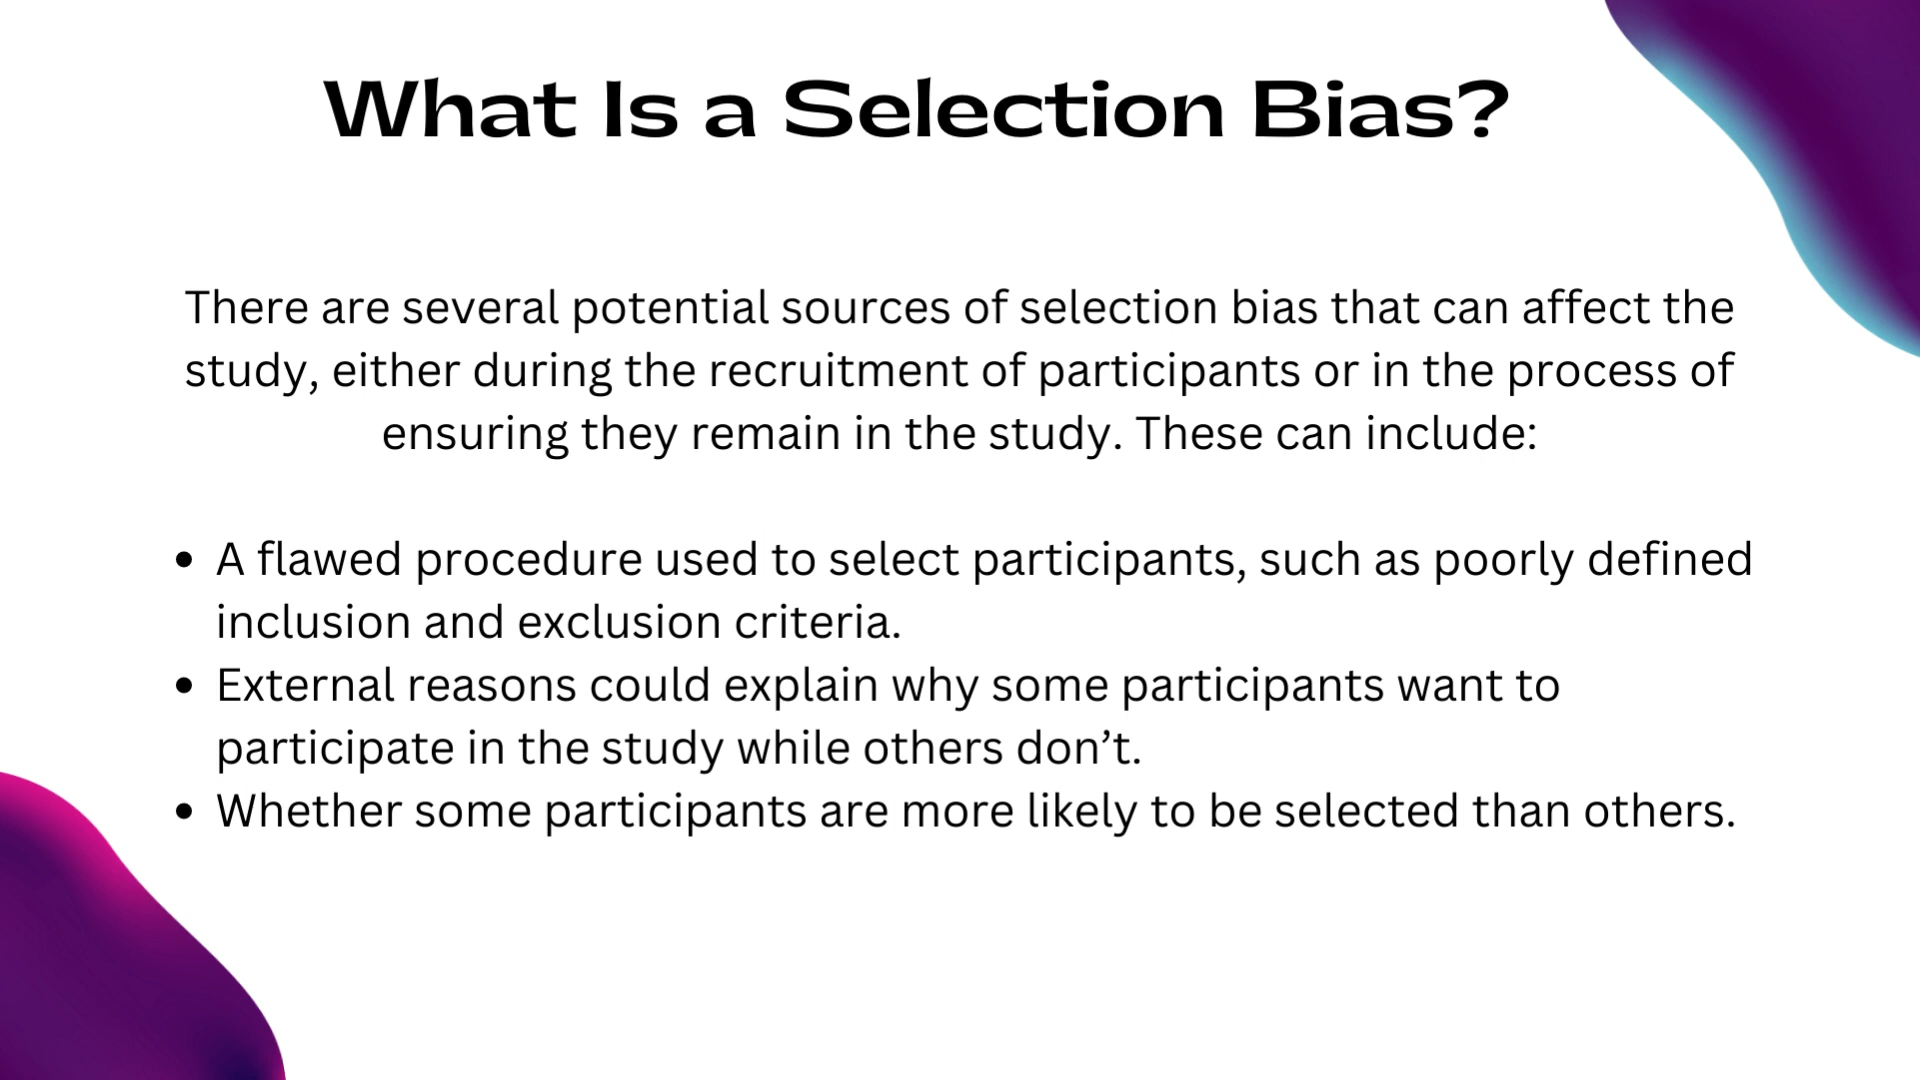 What Is a Selection Bias?
There are several potential sources of selection bias that can affect the
study, either during the recruitment of participants or in the process of
ensuring they remain in the study. These can include:
• A flawed procedure used to select participants, such as poorly defined
inclusion and exclusion criteria.
• External reasons could explain why some participants want to
participate in the study while others don’t.
• Whether some participants are more likely to be selected than others.